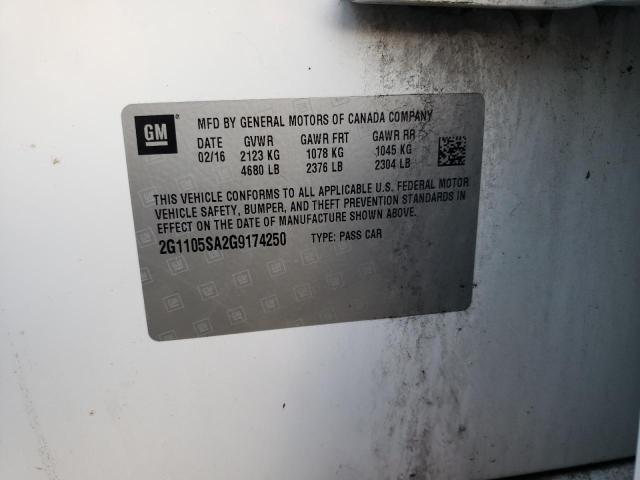 GM
MFD BY GENERAL MOTORS OF CANADA COMPANY
DATE GVWR GAWR FRT GAWR RR
02/16 2123 KG 1078 KG 1045 KG
4680 LB 2376 LB 2304 LB
THIS VEHICLE CONFORMS TO ALL APPLICABLE U.S. FEDERAL MOTOR
VEHICLE SAFETY, BUMPER, AND THEFT PREVENTION STANDARDS IN
EFFECT ON THE DATE OF MANUFACTURE SHOWN ABOVE.
2G1105SA2G9174250 TYPE: PASS CAR